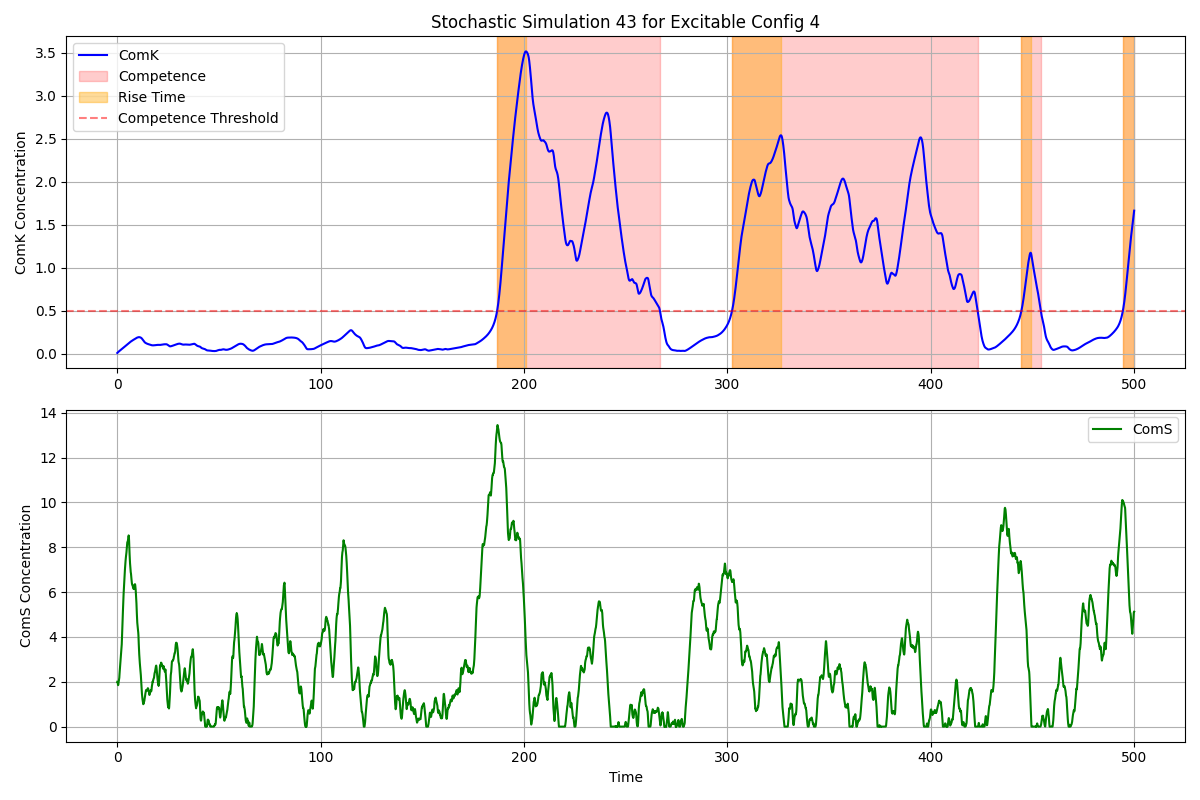 Stochastic Simulation 43 for Excitable Config 4
ComK
Competence
Rise Time
Competence Threshold
ComK Concentration
3.5
3.0
2.5
2.0
1.5
1.0
0.5
0.0
0 100 200 300 400 500
ComS
ComS Concentration
14
12
10
8
6
4
2
0
0 100 200 300 400 500
Time